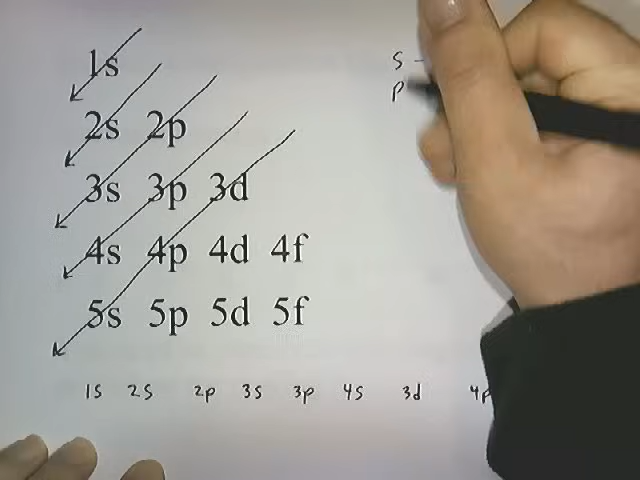 1s
2s 2p
3s 3p 3d
4s 4p 4d 4f
5s 5p 5d 5f
s -
p
1s 2s 2p 3s 3p 4s 3d 4p